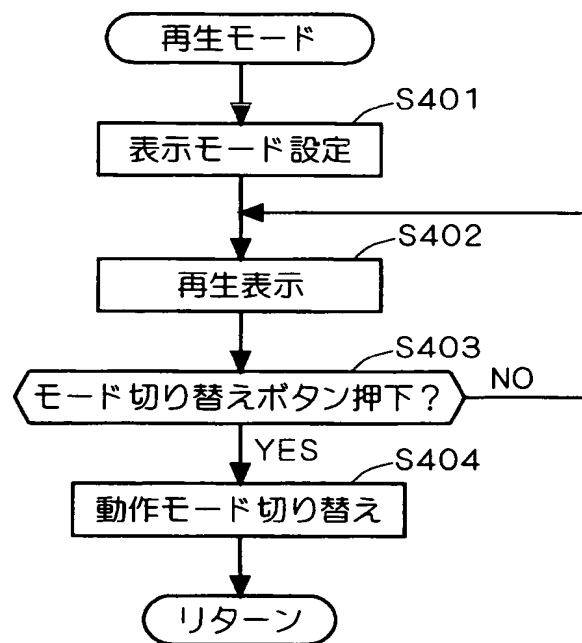 再生モード
S401
表示モード設定
S402
再生表示
S403
モード切り替えボタン押下？
NO
YES
S404
動作モード切り替え
リターン